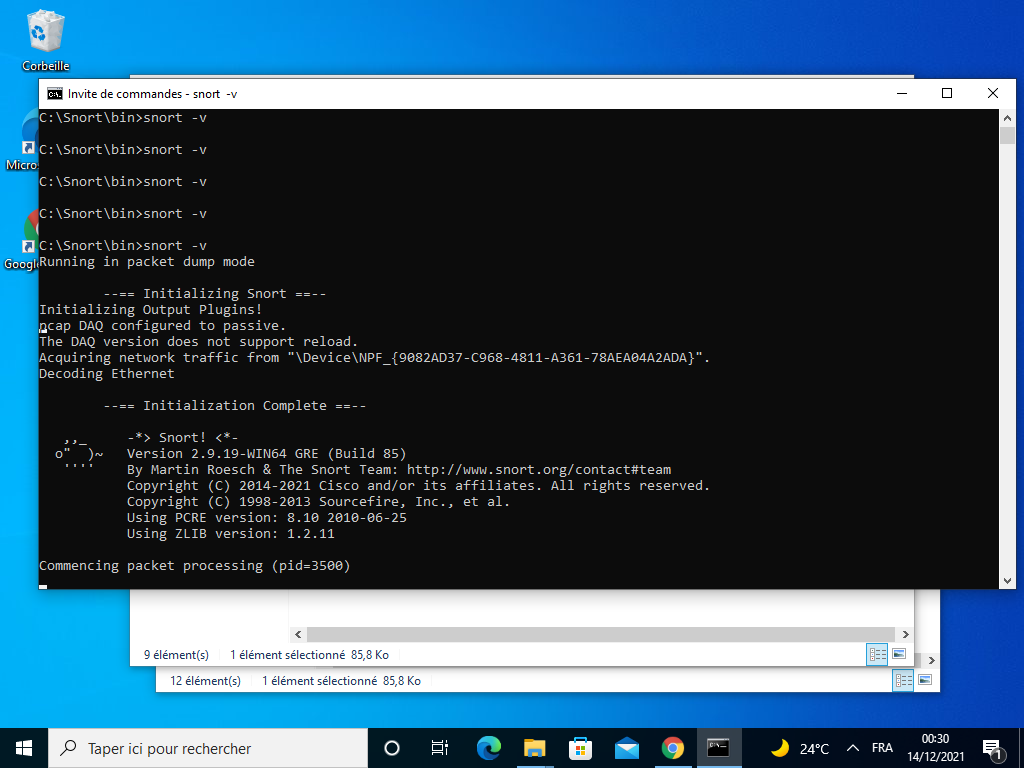 Corbeille
Invite de commandes - snort -v
C:\Snort\bin>snort -v
C:\Snort\bin>snort -v
C:\Snort\bin>snort -v
C:\Snort\bin>snort -v
C:\Snort\bin>snort -v
Running in packet dump mode
--== Initializing Snort ==--
Initializing Output Plugins!
pcap DAQ configured to passive.
The DAQ version does not support reload.
Acquiring network traffic from "\Device\NPF_{9082AD37-C968-4811-A361-78AEA04A2ADA}".
Decoding Ethernet
--== Initialization Complete ==--
,,_ -*> Snort! <*-
o" )~ Version 2.9.19-WIN64 GRE (Build 85)
'''' By Martin Roesch & The Snort Team: http://www.snort.org/contact#team
Copyright (C) 2014-2021 Cisco and/or its affiliates. All rights reserved.
Copyright (C) 1998-2013 Sourcefire, Inc., et al.
Using PCRE version: 8.10 2010-06-25
Using ZLIB version: 1.2.11
Commencing packet processing (pid=3500)
Micros
Google
9 élément(s) 1 élément sélectionné 85,8 Ko
12 élément(s) 1 élément sélectionné 85,8 Ko
Taper ici pour rechercher
24°C
FRA
00:30
14/12/2021
1